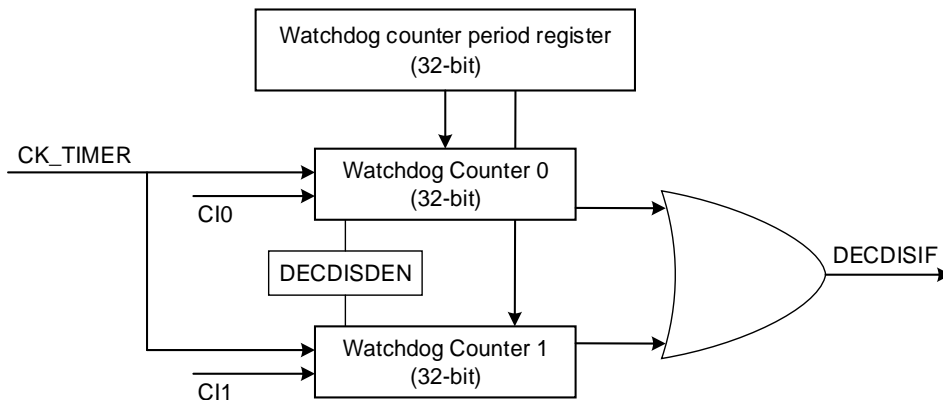 Watchdog counter period register
(32-bit)
CK_TIMER
Watchdog Counter 0
(32-bit)
CI0
DECDISDEN
DECDISIF
Watchdog Counter 1
(32-bit)
CI1